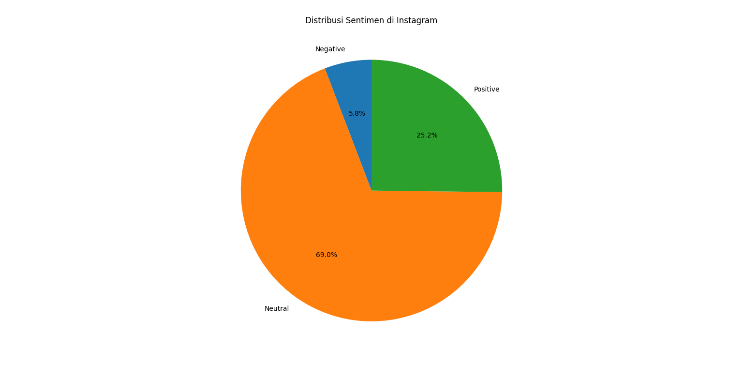 Distribusi Sentimen di Instagram
Negative
Positive
5.8%
25.2%
69.0%
Neutral